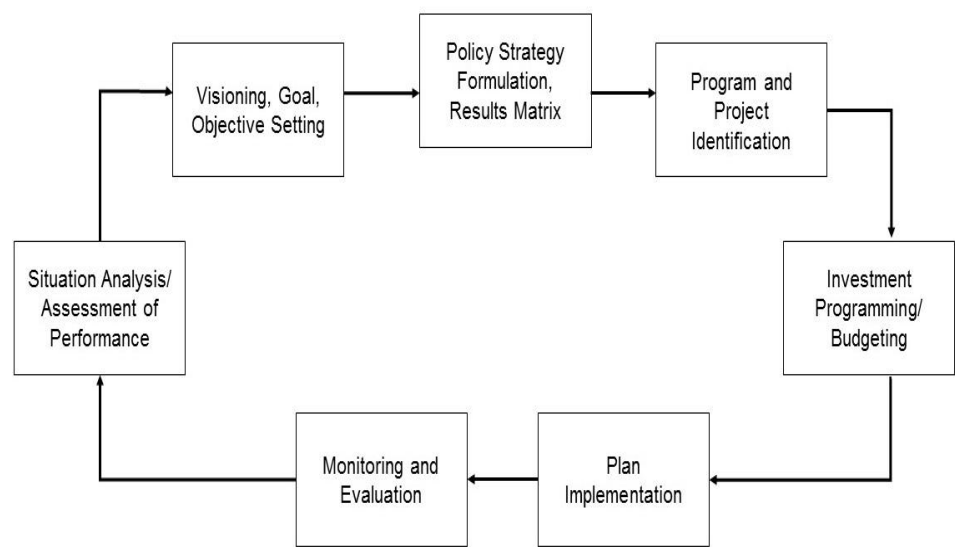 Visioning, Goal,
Objective Setting
Policy Strategy
Formulation,
Results Matrix
Program and
Project
Identification
Situation Analysis/
Assessment of
Performance
Investment
Programming/
Budgeting
Monitoring and
Evaluation
Plan
Implementation